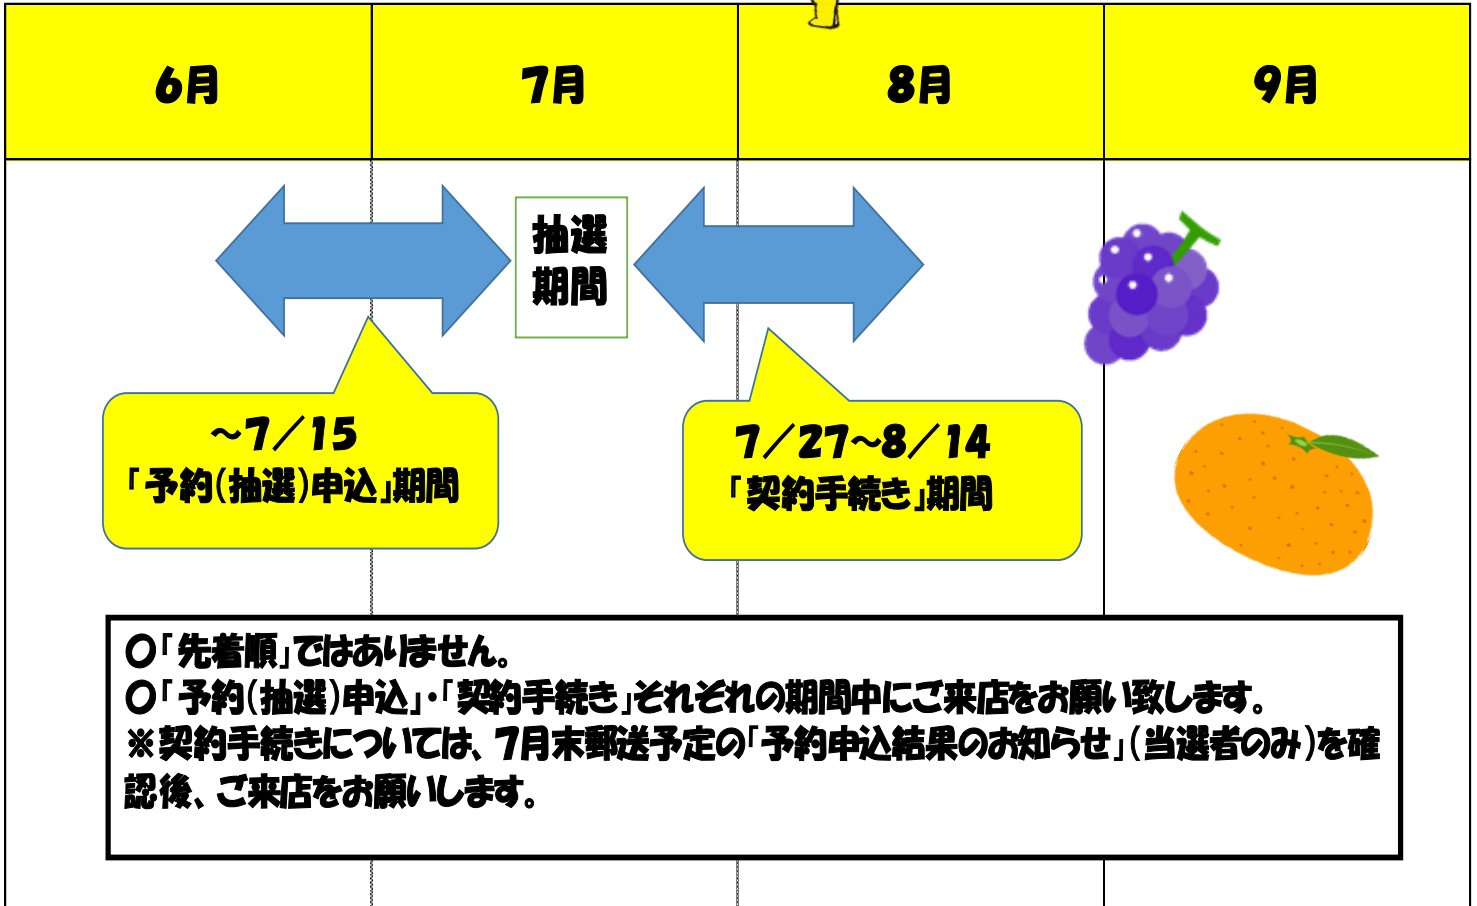 6月
7月
8月
9月
抽選
期間
～7／15
「予約(抽選)申込」期間
7／27～8／14
「契約手続き」期間
〇「先着順」ではありません。
〇「予約(抽選)申込」・「契約手続き」それぞれの期間中にご来店をお願い致します。
※契約手続きについては、7月末郵送予定の「予約申込結果のお知らせ」(当選者のみ)を確
認後、ご来店をお願いします。